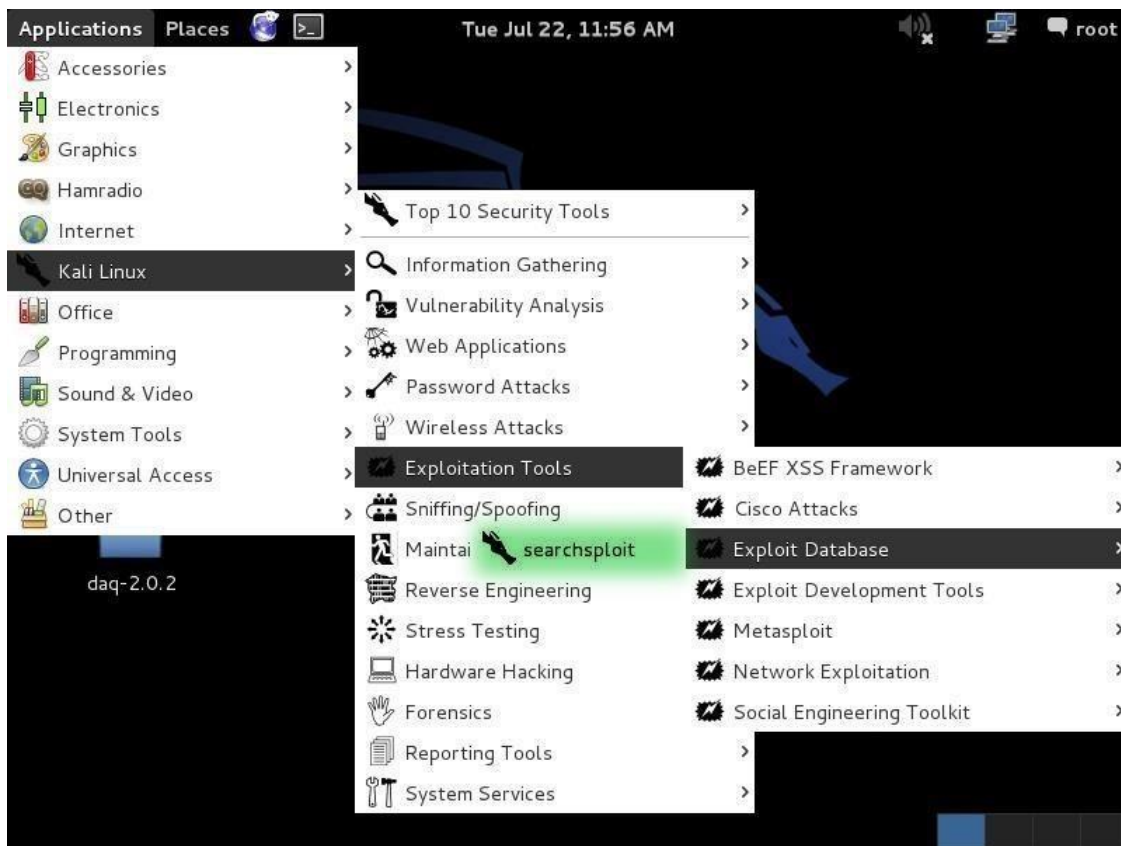 Applications Places Tue Jul 22, 11:56 AM root
Accessories
Electronics
Graphics
Hamradio
Internet
Kali Linux
Office
Programming
Sound & Video
System Tools
Universal Access
Other
daq-2.0.2
Top 10 Security Tools
Information Gathering
Vulnerability Analysis
Web Applications
Password Attacks
Wireless Attacks
Exploitation Tools
Sniffing/Spoofing
Maintai
Reverse Engineering
Stress Testing
Hardware Hacking
Forensics
Reporting Tools
System Services
searchsploit
BeEF XSS Framework
Cisco Attacks
Exploit Database
Exploit Development Tools
Metasploit
Network Exploitation
Social Engineering Toolkit